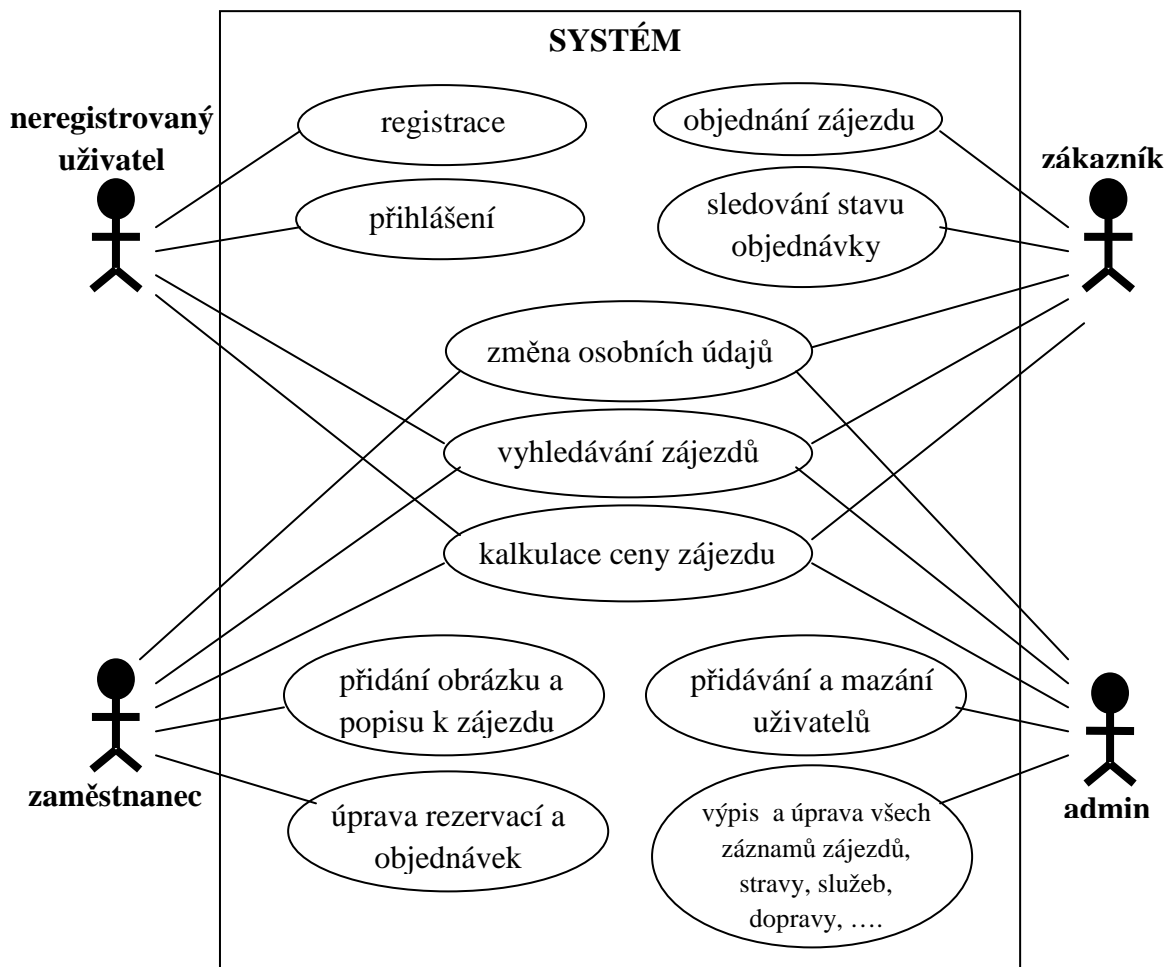 SYSTÉM
neregistrovaný
uživatel
registrace
objednání zájezdu
zákazník
přihlášení
sledování stavu
objednávky
změna osobních údajů
vyhledávání zájezdů
kalkulace ceny zájezdu
přidání obrázku a
popisu k zájezdu
přidávání a mazání
uživatelů
zaměstnanec
admin
úprava rezervací a
objednávek
výpis a úprava všech
záznamů zájezdů,
stravy, služeb,
dopravy, ….